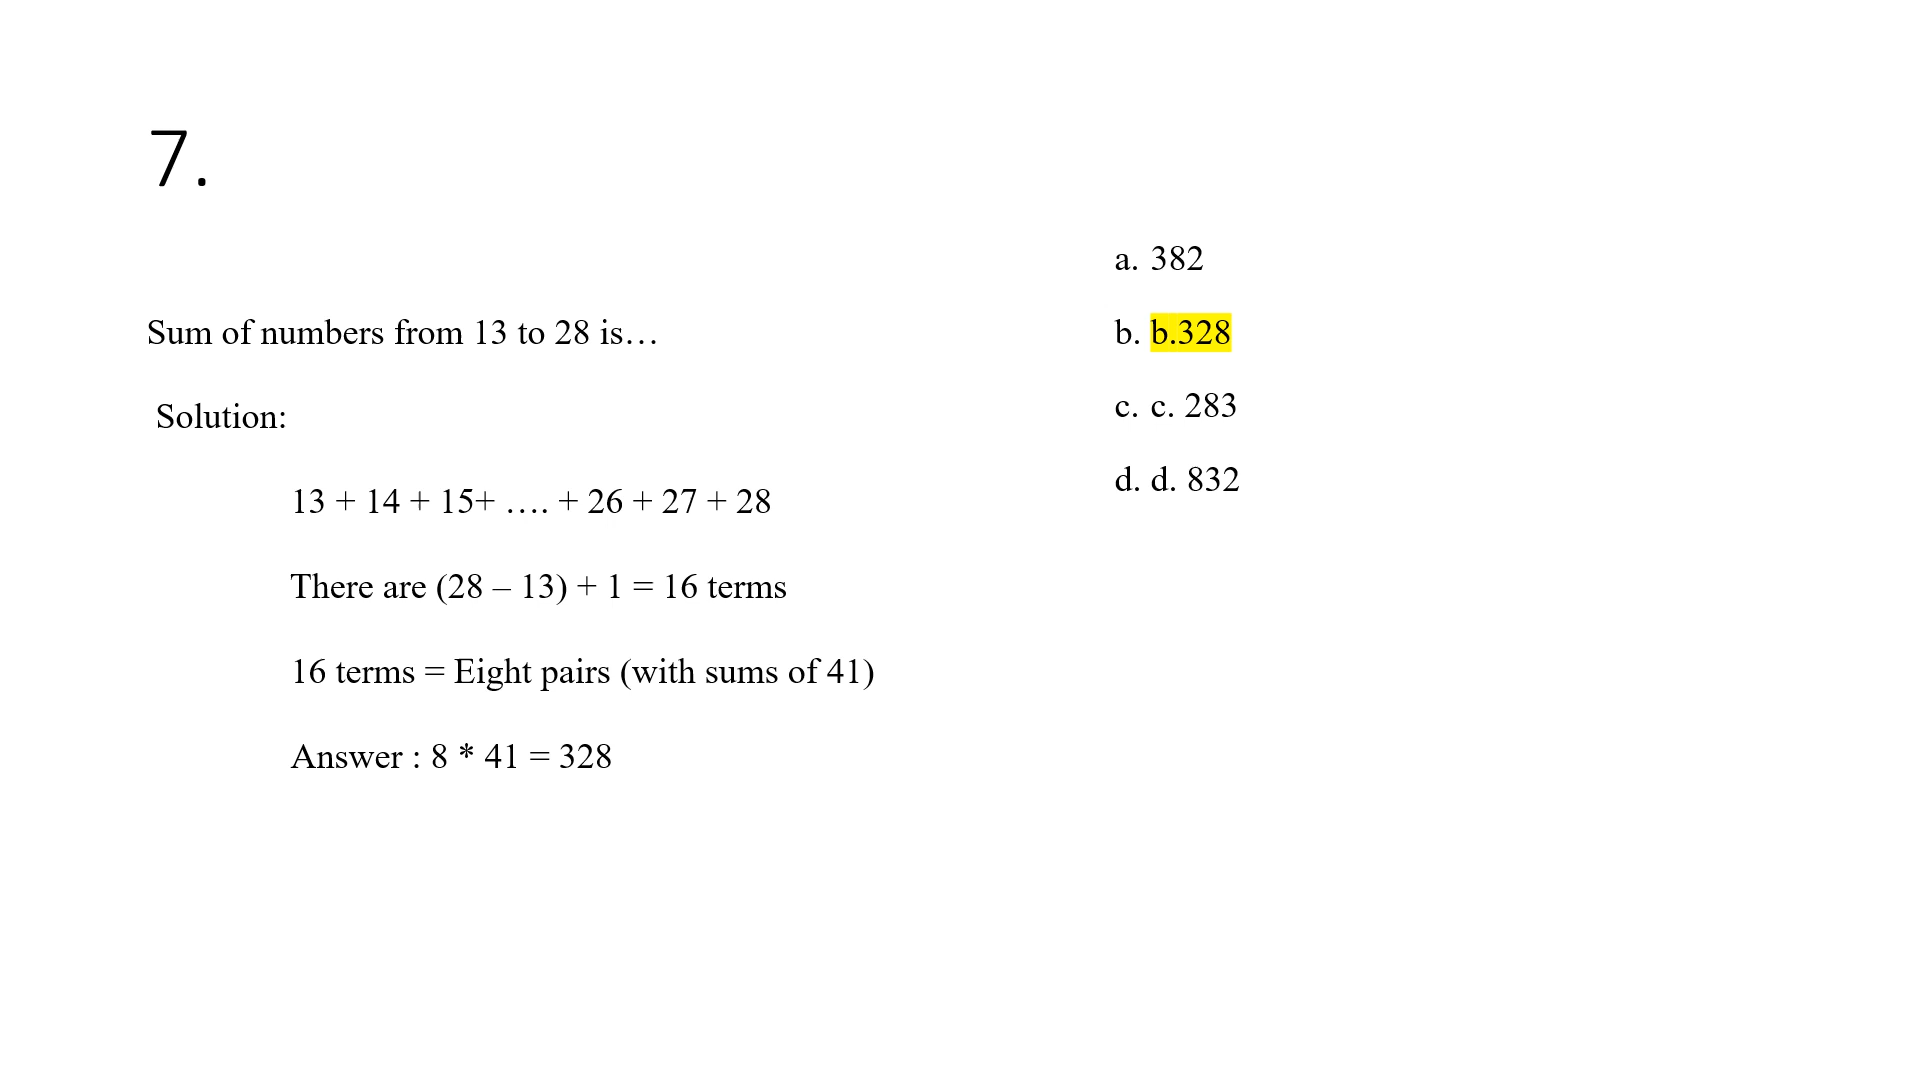 7.
Sum of numbers from 13 to 28 is…
Solution:
13 + 14 + 15+ …. + 26 + 27 + 28
There are (28 – 13) + 1 = 16 terms
16 terms = Eight pairs (with sums of 41)
Answer : 8 * 41 = 328
a. 382
b. b.328
c. c. 283
d. d. 832